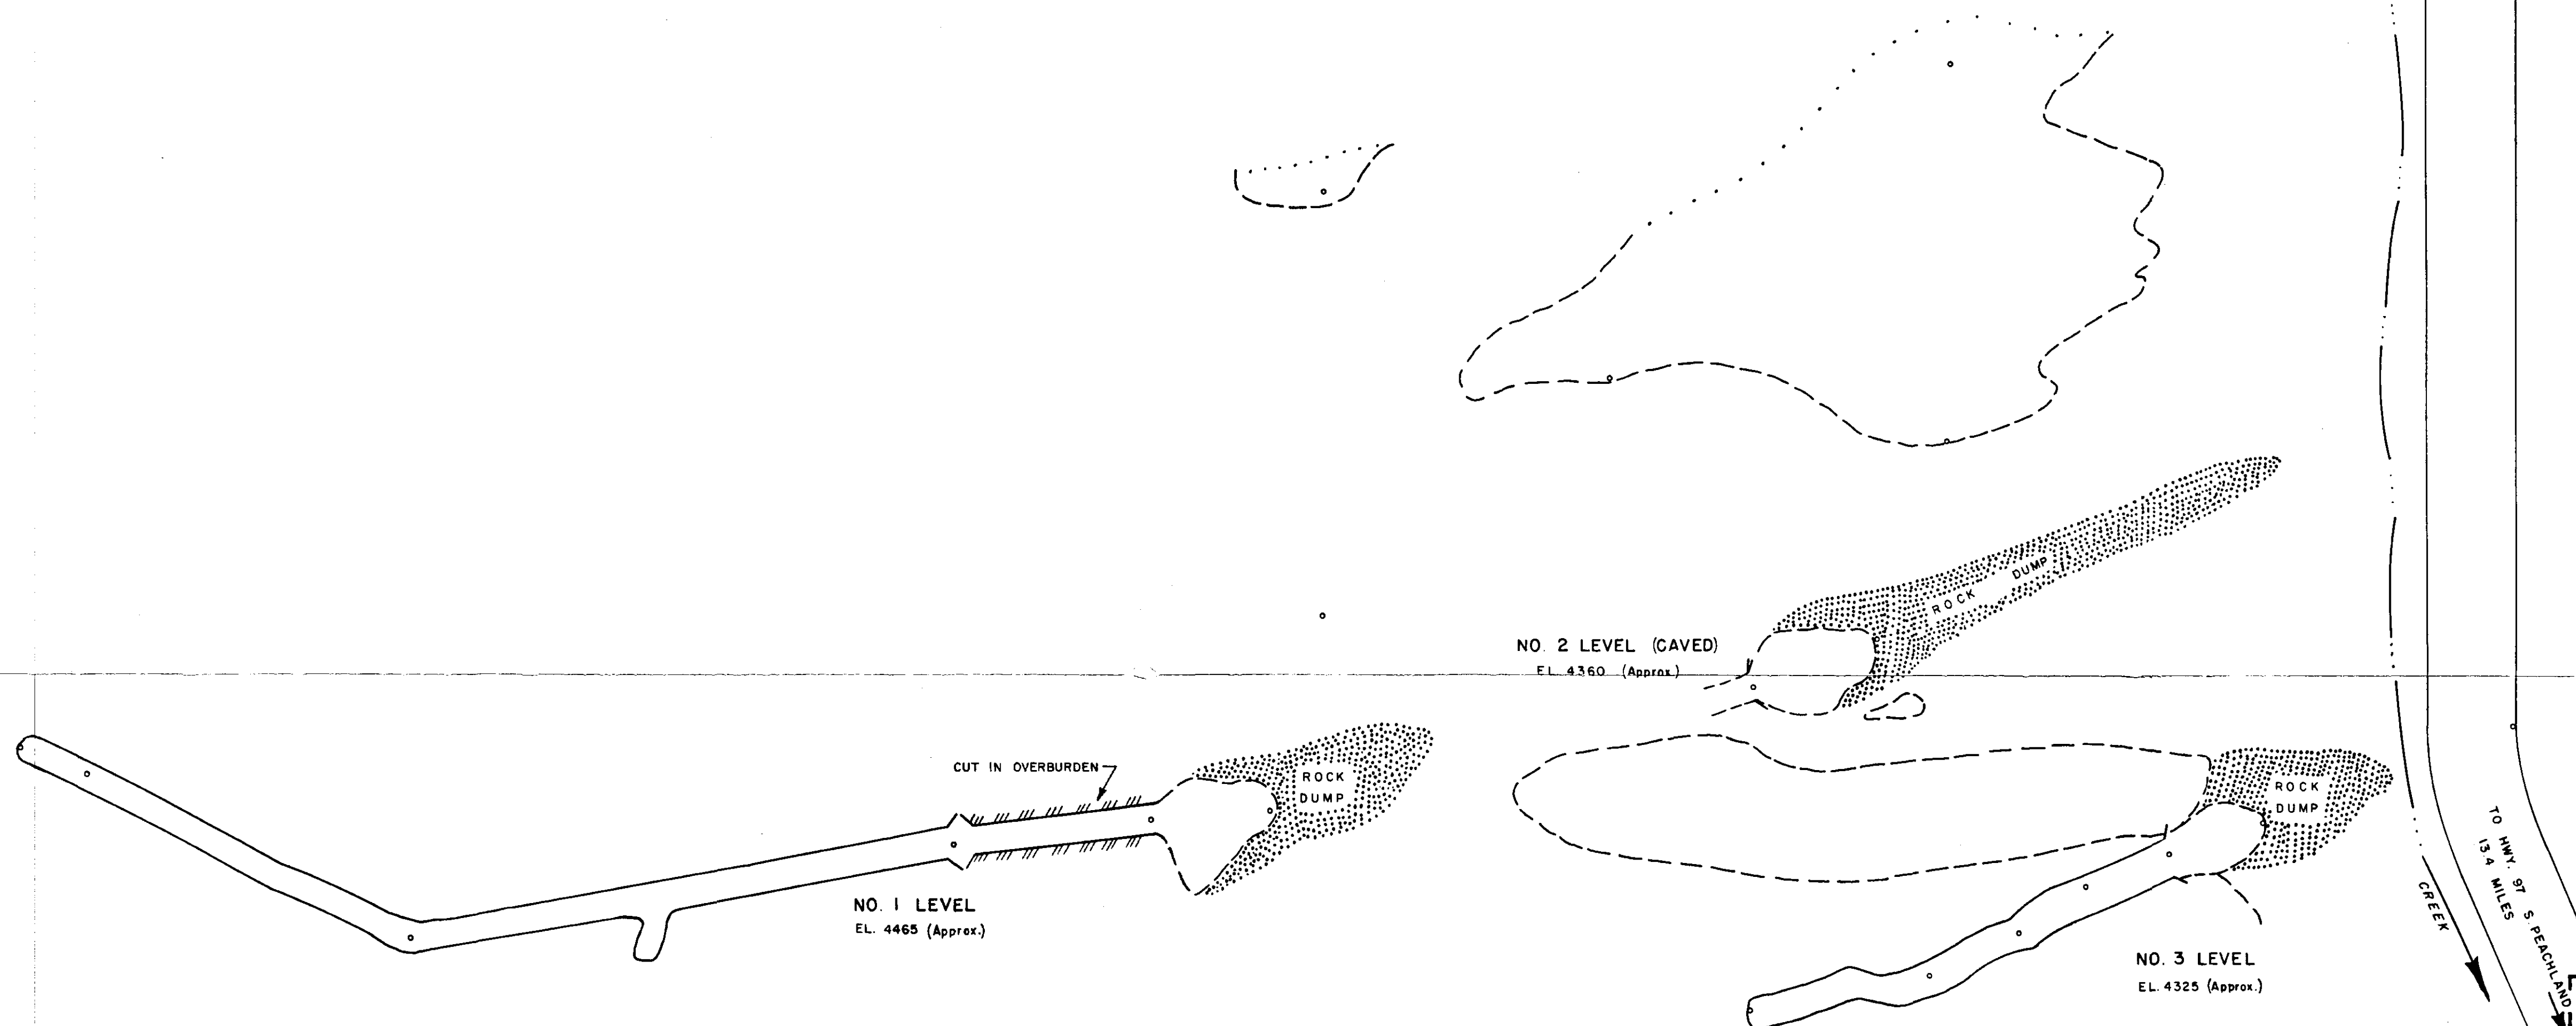 NO. 2 LEVEL (CAVED)
EL. 4360 (Approx.)
ROCK DUMP
CUT IN OVERBURDEN
ROCK
DUMP
NO. 1 LEVEL
EL. 4465 (Approx.)
ROCK
DUMP
NO. 3 LEVEL
EL. 4325 (Approx.)
CREEK
TO HWY. 97 S. PEACHLAND
13.4 MILES